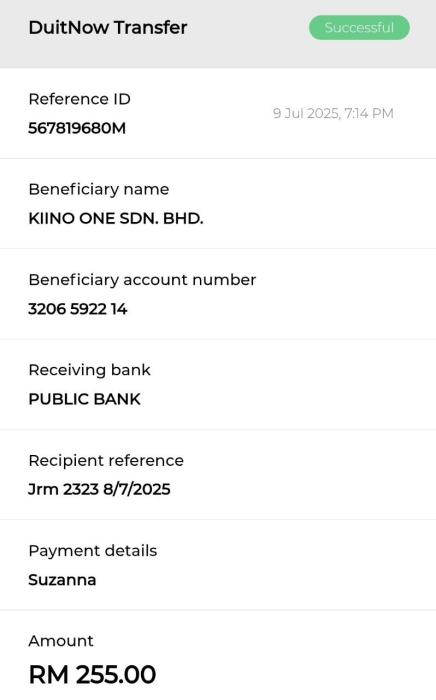 DuitNow Transfer
Successful
Reference ID
567819680M
9 Jul 2025, 7:14 PM
Beneficiary name
KIINO ONE SDN. BHD.
Beneficiary account number
3206 5922 14
Receiving bank
PUBLIC BANK
Recipient reference
Jrm 2323 8/7/2025
Payment details
Suzanna
Amount
RM 255.00